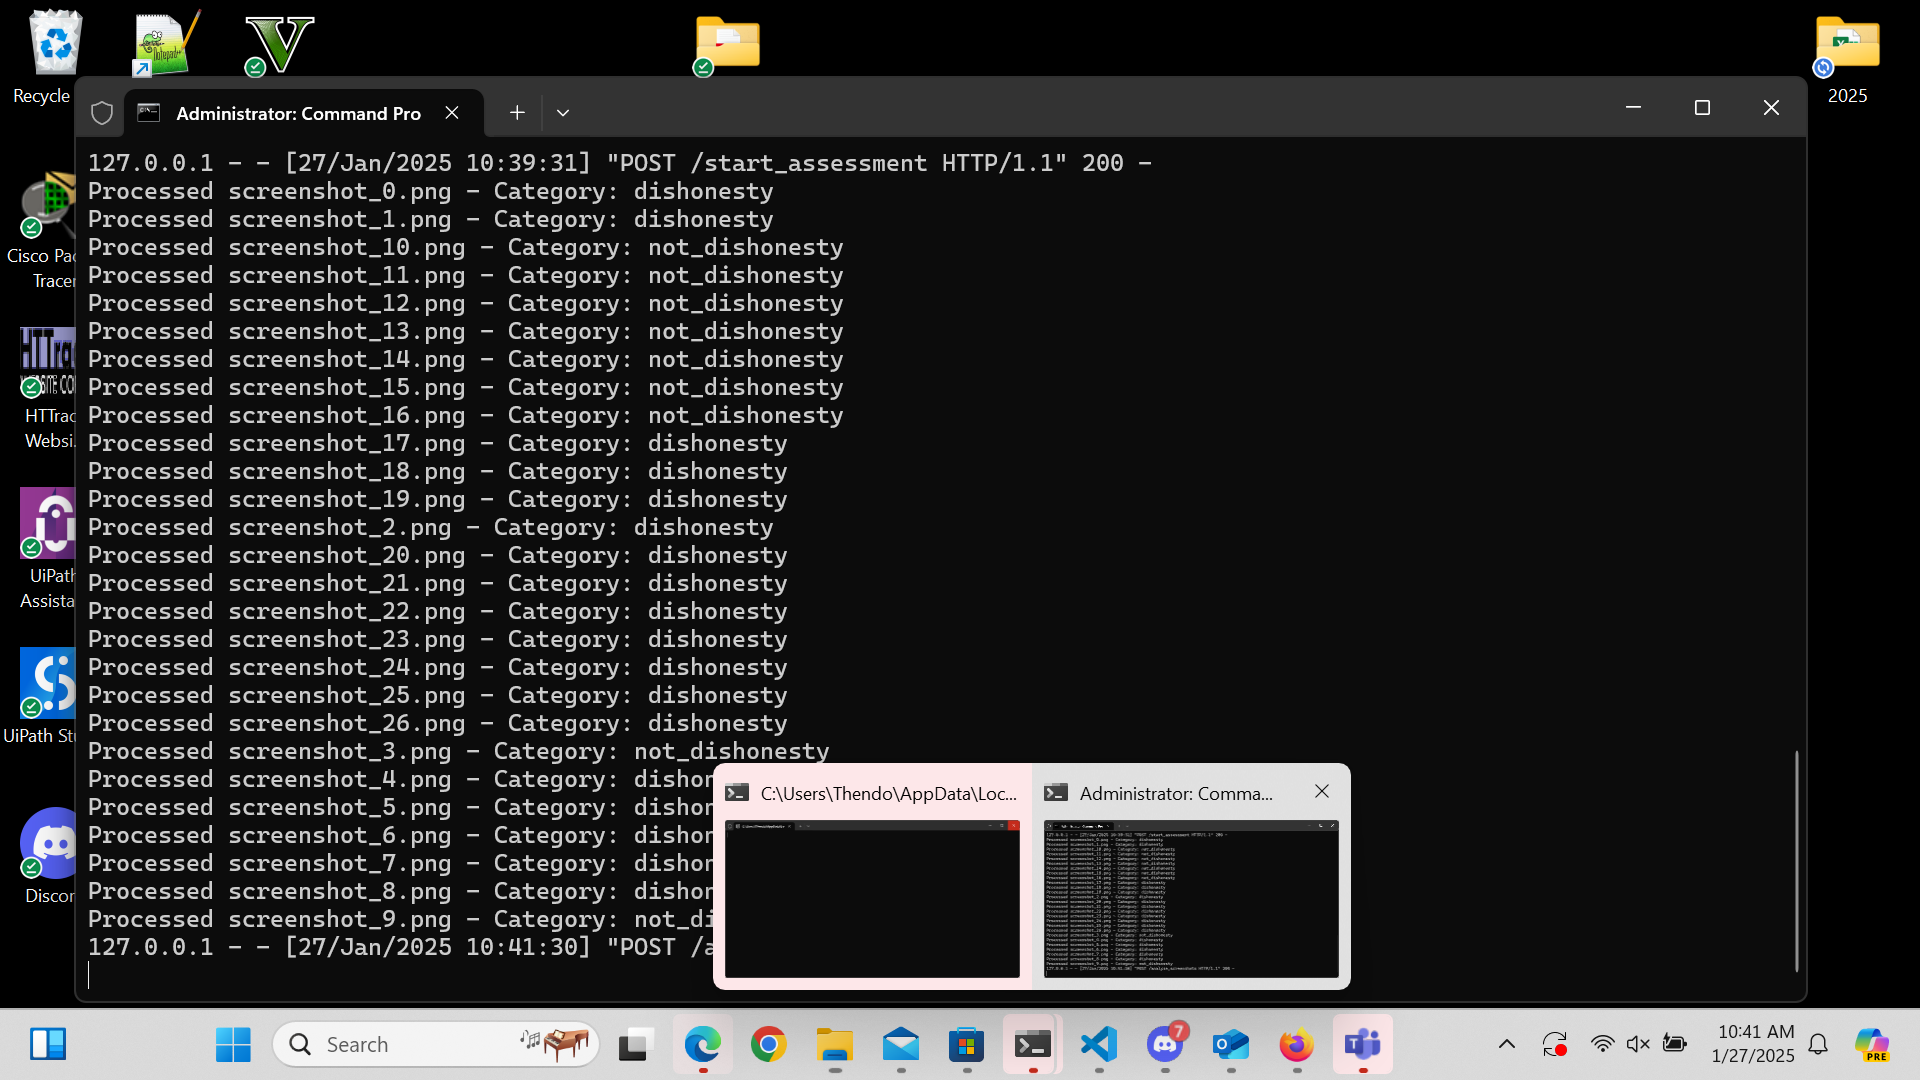 Recycle
2025
Cisco Pac
Tracer
HTTrac
Websi.
UiPath
Assista
UiPath Stu
Discor
Administrator: Command Pro
127.0.0.1 - - [27/Jan/2025 10:39:31] "POST /start_assessment HTTP/1.1" 200 -
Processed screenshot_0.png - Category: dishonesty
Processed screenshot_1.png - Category: dishonesty
Processed screenshot_10.png - Category: not_dishonesty
Processed screenshot_11.png - Category: not_dishonesty
Processed screenshot_12.png - Category: not_dishonesty
Processed screenshot_13.png - Category: not_dishonesty
Processed screenshot_14.png - Category: not_dishonesty
Processed screenshot_15.png - Category: not_dishonesty
Processed screenshot_16.png - Category: not_dishonesty
Processed screenshot_17.png - Category: dishonesty
Processed screenshot_18.png - Category: dishonesty
Processed screenshot_19.png - Category: dishonesty
Processed screenshot_2.png - Category: dishonesty
Processed screenshot_20.png - Category: dishonesty
Processed screenshot_21.png - Category: dishonesty
Processed screenshot_22.png - Category: dishonesty
Processed screenshot_23.png - Category: dishonesty
Processed screenshot_24.png - Category: dishonesty
Processed screenshot_25.png - Category: dishonesty
Processed screenshot_26.png - Category: dishonesty
Processed screenshot_3.png - Category: not_dishonesty
Processed screenshot_4.png - Category: dishon
Processed screenshot_5.png - Category: dishon
Processed screenshot_6.png - Category: dishon
Processed screenshot_7.png - Category: dishon
Processed screenshot_8.png - Category: dishon
Processed screenshot_9.png - Category: not_di
127.0.0.1 - - [27/Jan/2025 10:41:30] "POST /a
C:\Users\Thendo\AppData\Loc...
Administrator: Comma...
Search
7
10:41 AM
1/27/2025
PRE